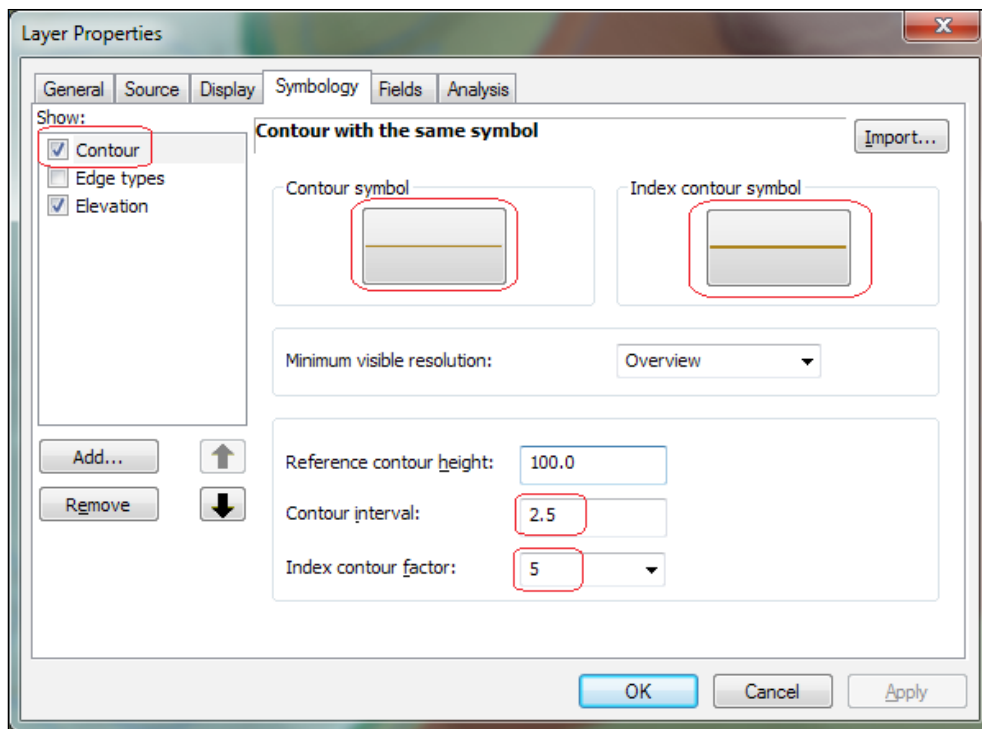 Layer Properties
General Source Display Symbology Fields Analysis
Show:
Contour
Edge types
Elevation
Add...
Remove
Contour with the same symbol
Import...
Contour symbol
Index contour symbol
Minimum visible resolution: Overview
Reference contour height: 100.0
Contour interval: 2.5
Index contour factor: 5
OK Cancel Apply